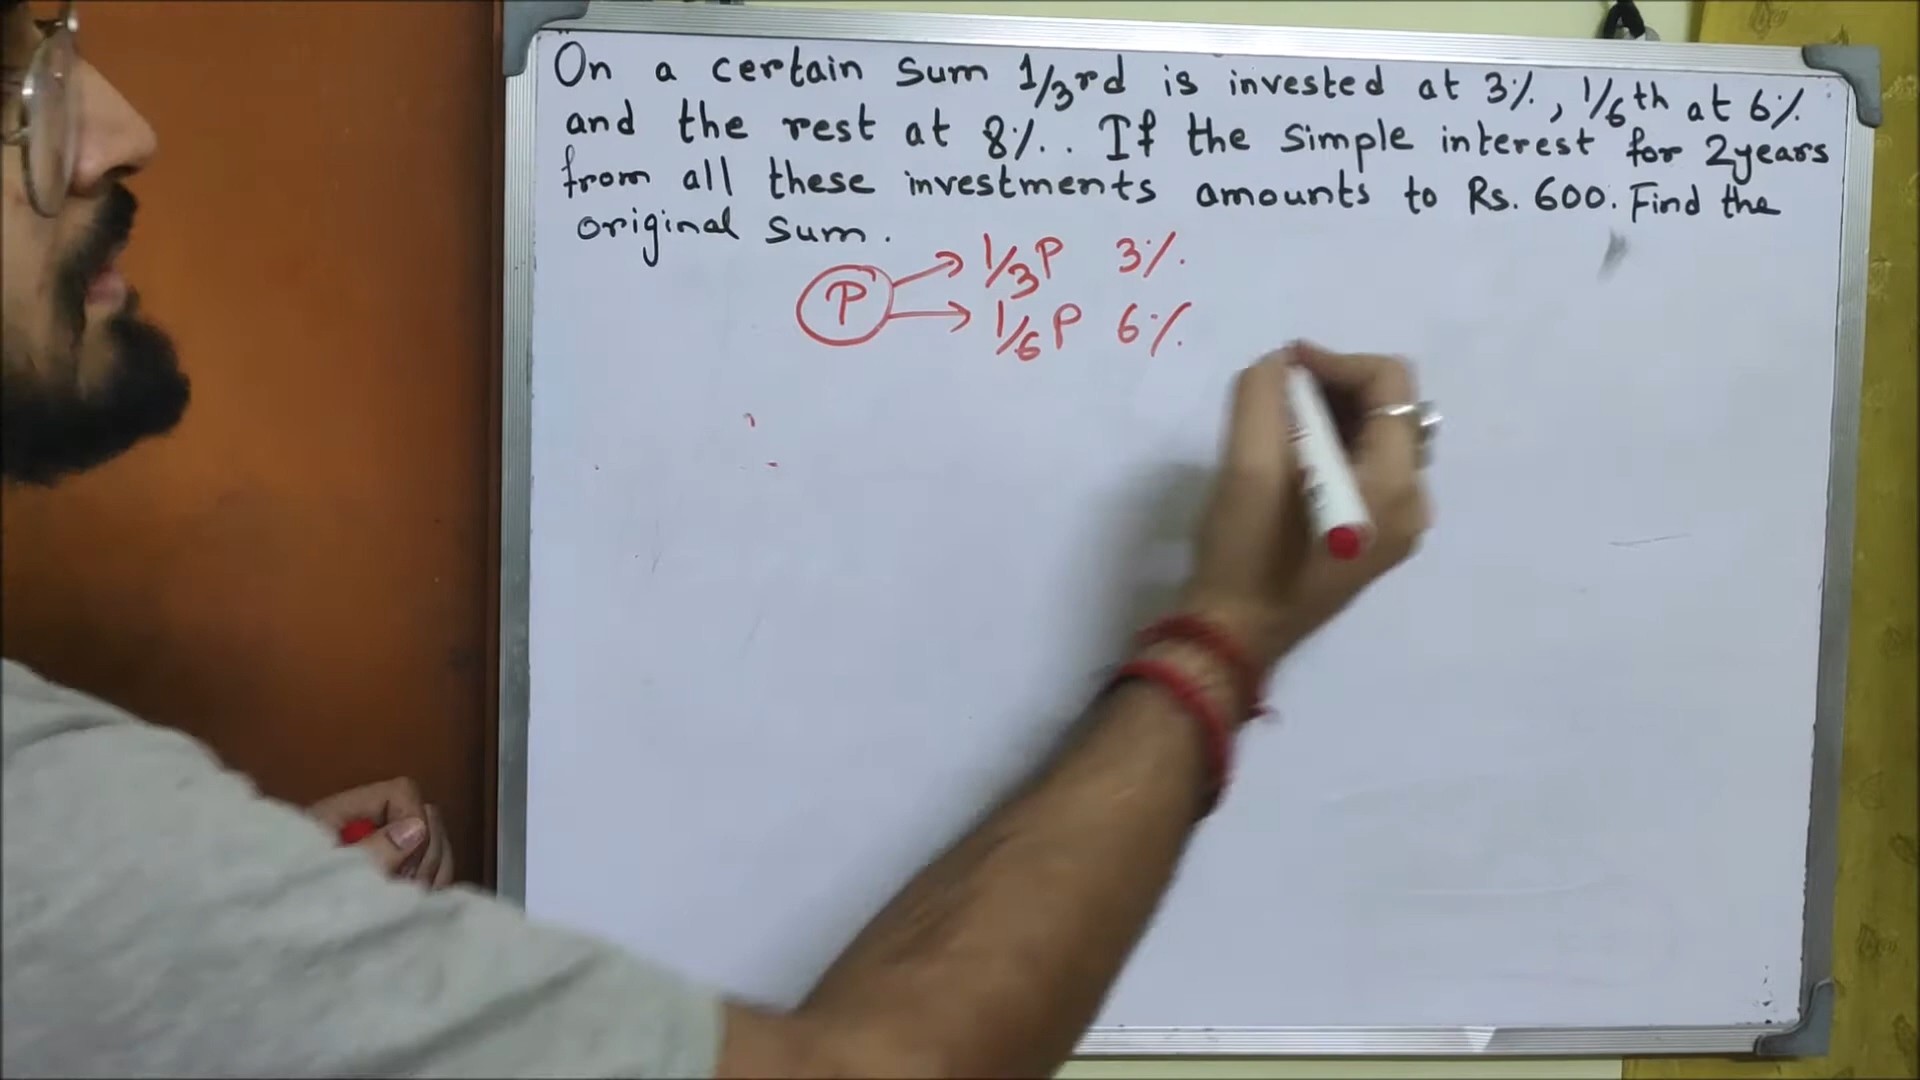 On a certain sum 1/3rd is invested at 3%, 1/6th at 6%
and the rest at 8%. . If the simple interest for 2years
from all these investments amounts to Rs. 600. Find the
original sum.
P 1/3 P 3%
1/6 P 6%